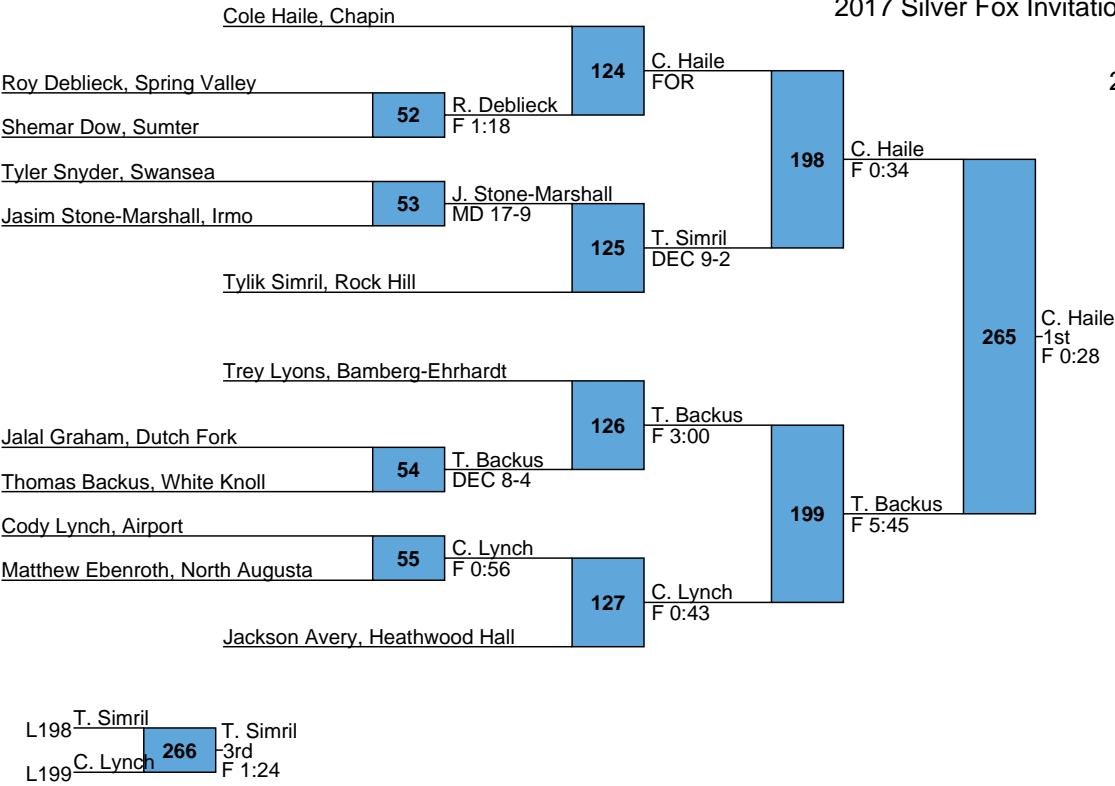 2017 Silver Fox Invitatio
2
Cole Haile, Chapin
124
C. Haile
FOR
Roy Deblieck, Spring Valley
52
R. Deblieck
F 1:18
Shemar Dow, Sumter
198
C. Haile
F 0:34
Tyler Snyder, Swansea
53
J. Stone-Marshall
MD 17-9
Jasim Stone-Marshall, Irmo
125
T. Simril
DEC 9-2
Tylik Simril, Rock Hill
265
C. Haile
1st
F 0:28
Trey Lyons, Bamberg-Ehrhardt
126
T. Backus
F 3:00
Jalal Graham, Dutch Fork
54
T. Backus
DEC 8-4
Thomas Backus, White Knoll
199
T. Backus
F 5:45
Cody Lynch, Airport
55
C. Lynch
F 0:56
Matthew Ebenroth, North Augusta
127
C. Lynch
F 0:43
Jackson Avery, Heathwood Hall
L198
T. Simril
266
T. Simril
3rd
F 1:24
L199
C. Lynch